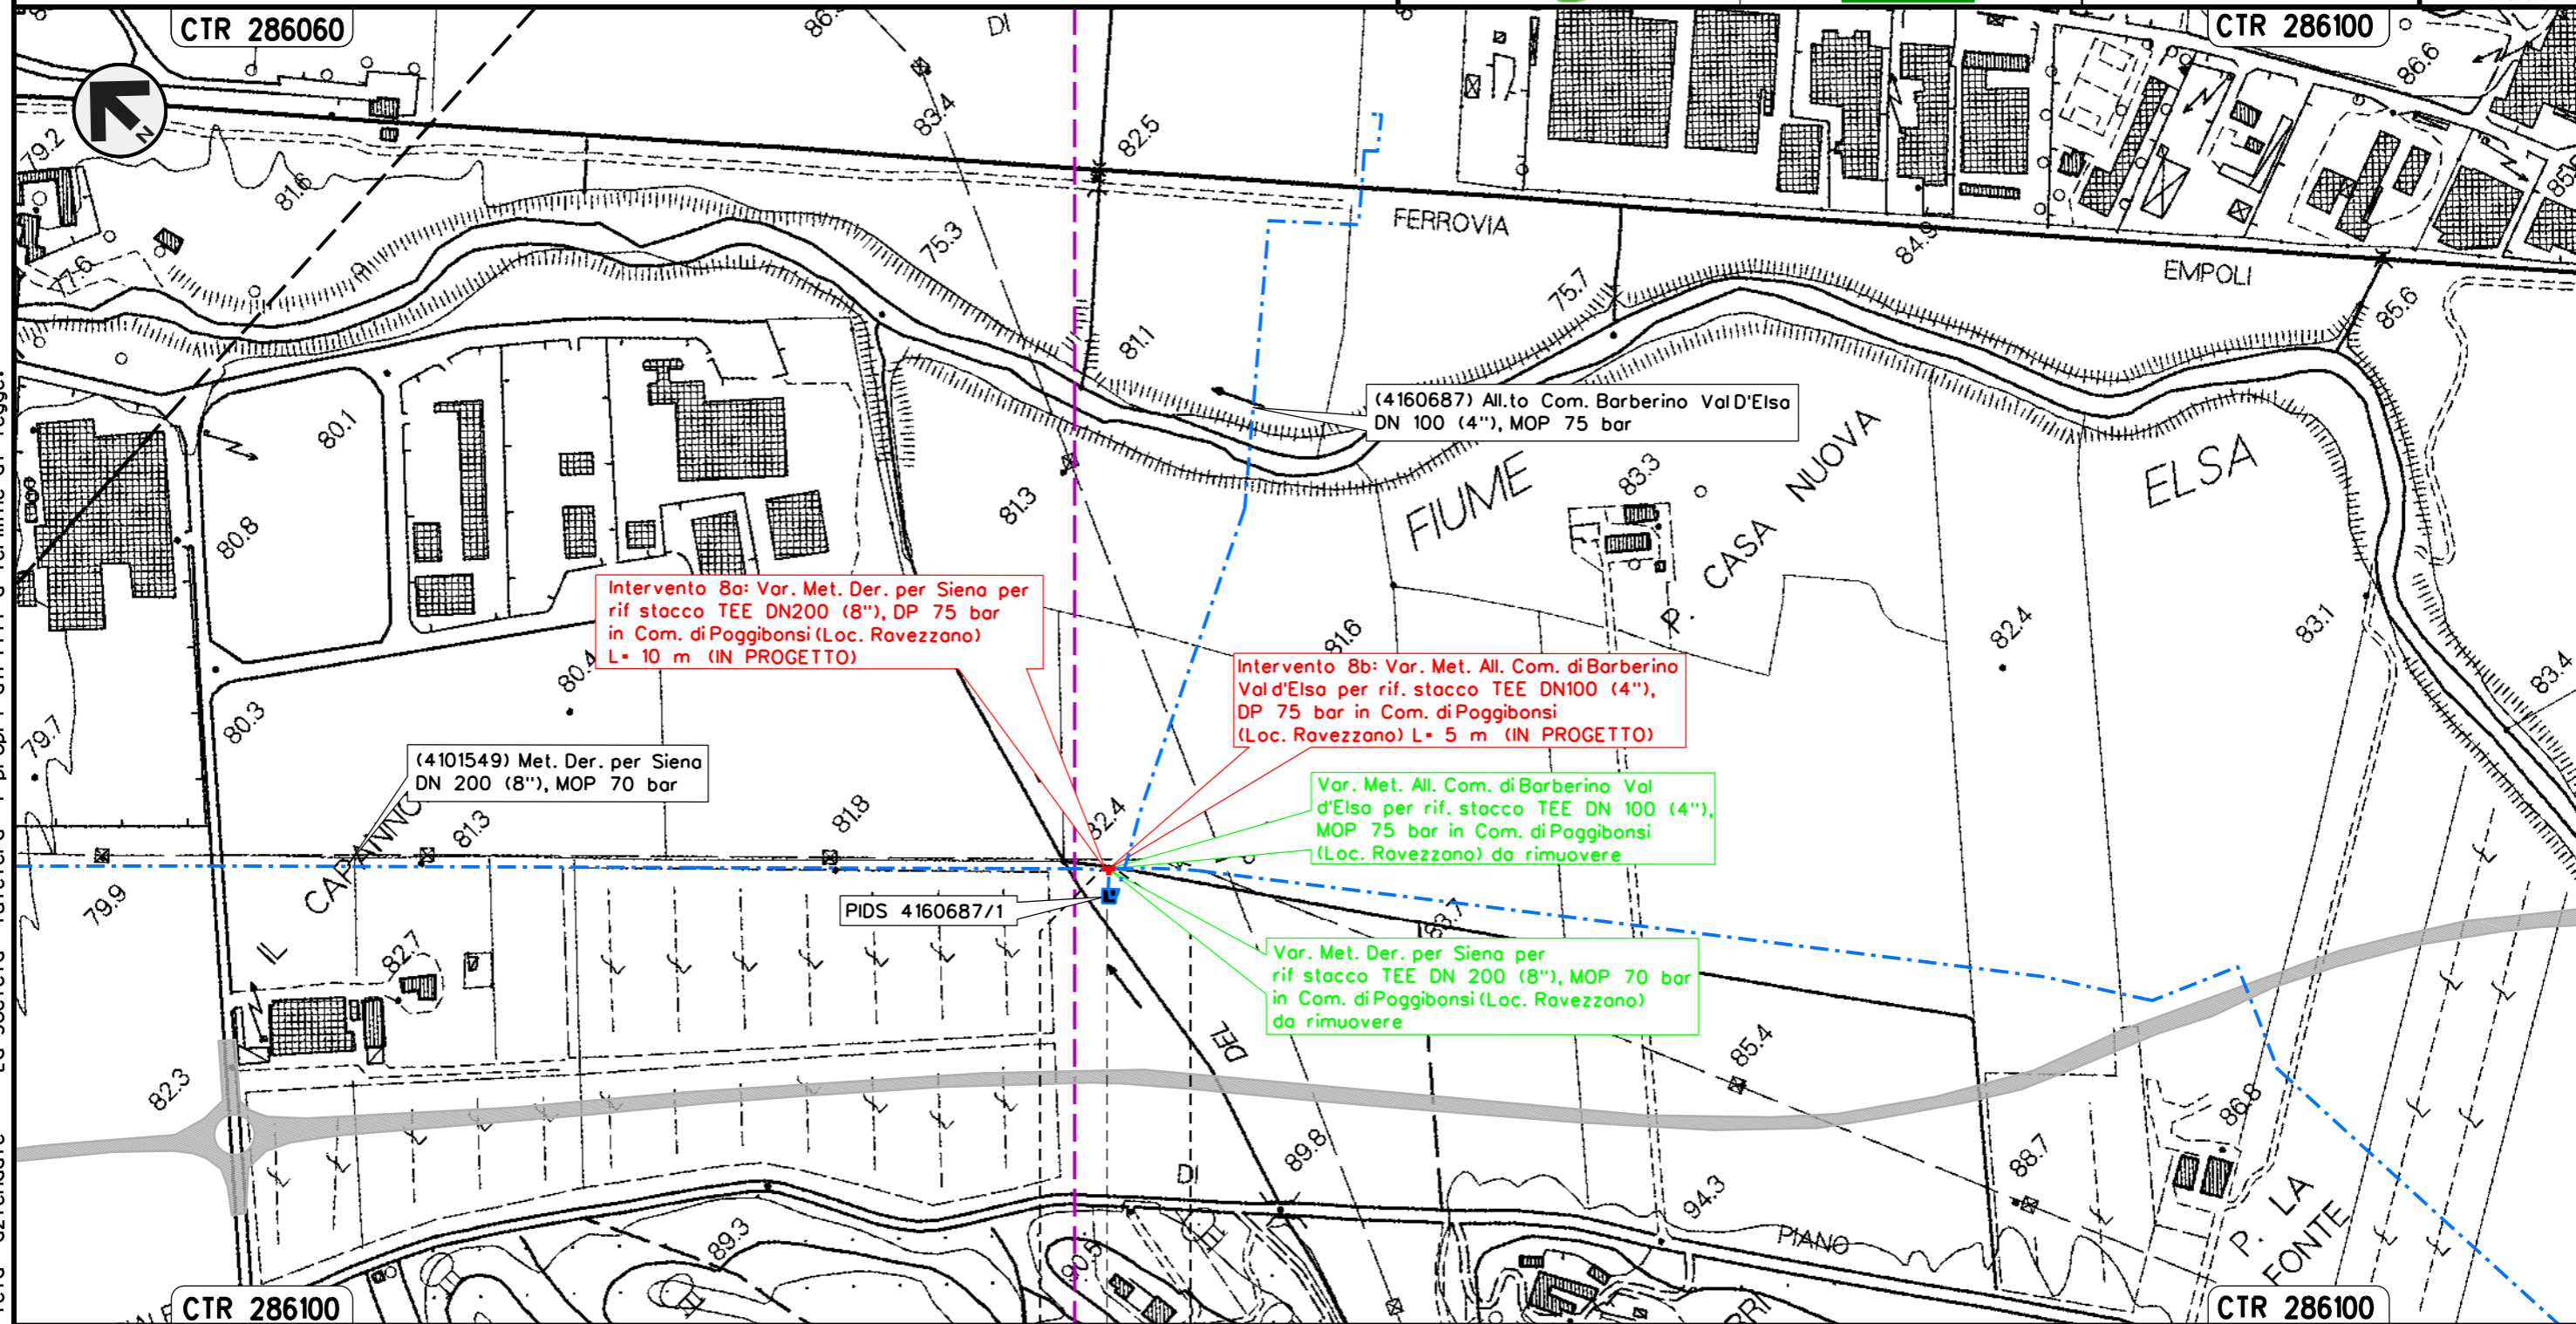 CTR 286060
CTR 286100
DI
86.6
83.4
82.5
79.2
81.6
77.6
75.3
FERROVIA
84.9
EMPOLI
75.7
85.6
81.1
80.1
(4160687) All.to Com. Barberino Val D'Elsa
DN 100 (4"), MOP 75 bar
FIUME
ELSA
83.3
P. CASA NUOVA
81.3
80.8
Intervento 8a: Var. Met. Der. per Siena per
rif stacco TEE DN200 (8"), DP 75 bar
in Com. di Poggibonsi (Loc. Ravezzano)
L= 10 m (IN PROGETTO)
81.6
82.4
83.1
83.4
80.4
Intervento 8b: Var. Met. All. Com. di Barberino
Val d'Elsa per rif. stacco TEE DN100 (4"),
DP 75 bar in Com. di Poggibonsi
(Loc. Ravezzano) L= 5 m (IN PROGETTO)
80.3
79.7
(4101549) Met. Der. per Siena
DN 200 (8"), MOP 70 bar
Var. Met. All. Com. di Barberino Val
d'Elsa per rif. stacco TEE DN 100 (4"),
MOP 75 bar in Com. di Poggibonsi
(Loc. Ravezzano) da rimuovere
81.3
81.8
82.4
79.9
IL CAPANNO
PIDS 4160687/1
83.7
82.7
Var. Met. Der. per Siena per
rif stacco TEE DN 200 (8"), MOP 70 bar
in Com. di Poggibonsi (Loc. Ravezzano)
da rimuovere
DEL
85.4
82.3
86.8
89.8
88.7
DI
94.3
PIANO
P. LA
FONTE
89.3
90.5
CTR 286100
CTR 286100
N